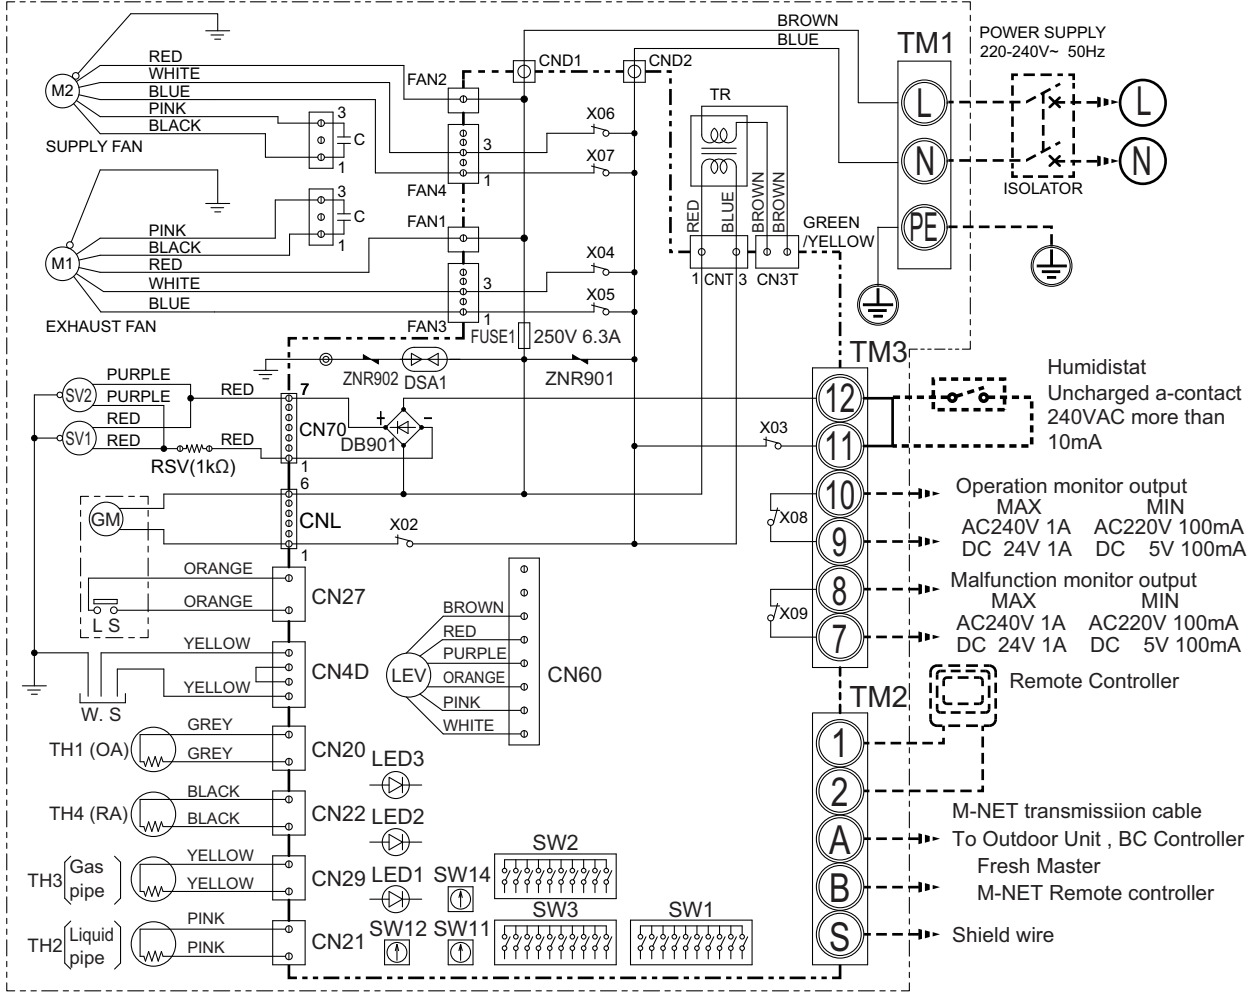 BROWN
BLUE
TM1
POWER SUPPLY
220-240V~ 50Hz
L
N
PE
L
N
ISOLATOR
GREEN
/YELLOW
CND1
CND2
M2
RED
WHITE
BLUE
PINK
BLACK
SUPPLY FAN
3
C
1
FAN2
3
1
FAN4
X06
X07
TR
RED
BLUE
BROWN
BROWN
1 CNT 3
CN3T
M1
PINK
BLACK
RED
WHITE
BLUE
EXHAUST FAN
3
C
1
FAN1
3
1
FAN3
X04
X05
FUSE1
250V 6.3A
ZNR902
DSA1
ZNR901
SV2
PURPLE
PURPLE
SV1
RED
RED
RED
RED
RSV(1kΩ)
7
CN70
1
+
−
DB901
X03
TM3
12
11
10
9
8
7
X08
X09
Humidistat
Uncharged a-contact
240VAC more than
10mA
Operation monitor output
MAX MIN
AC240V 1A AC220V 100mA
DC 24V 1A DC 5V 100mA
Malfunction monitor output
MAX MIN
AC240V 1A AC220V 100mA
DC 24V 1A DC 5V 100mA
GM
6
CNL
1
X02
L S
ORANGE
ORANGE
CN27
YELLOW
YELLOW
CN4D
W. S
LEV
BROWN
RED
PURPLE
ORANGE
PINK
WHITE
CN60
TH1 (OA)
GREY
GREY
CN20
TH4 (RA)
BLACK
BLACK
CN22
TH3
Gas
pipe
YELLOW
YELLOW
CN29
TH2
Liquid
pipe
PINK
PINK
CN21
LED3
LED2
LED1
SW14
SW12
SW11
SW2
SW3
SW1
TM2
1
2
A
B
S
Remote Controller
M-NET transmissiion cable
To Outdoor Unit , BC Controller
Fresh Master
M-NET Remote controller
Shield wire